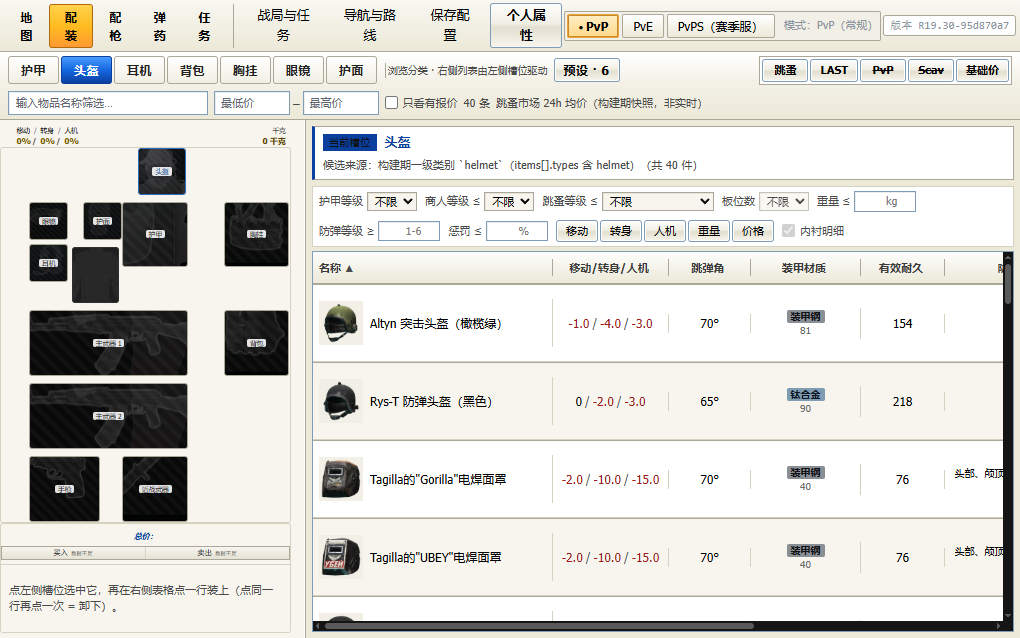 地图 配装 配枪 弹药 任务 战局与任务 导航与路线 保存配置 个人属性 •PvP PvE PvPS（赛季服） 模式：PvP（常规） 版本 R19.30-95d870a7
护甲 头盔 耳机 背包 胸挂 眼镜 护面 浏览分类 · 右侧列表由左侧槽位驱动 预设 · 6 跳蚤 LAST PvP Scav 基础价
输入物品名称筛选... 最低价 – 最高价 只看有报价 40 条 跳蚤市场 24h 均价（构建期快照，非实时）
移动 / 转身 / 人机 千克
0% / 0% / 0% 0 千克
头盔
眼镜 护面 护甲 胸挂
耳机
主武器 1 背包
主武器 2
手枪 近战武器
总价：
买入 数据不足 卖出 数据不足
点左侧槽位选中它，再在右侧表格点一行装上（点同一
行再点一次 = 卸下）。
当前槽位 头盔
候选来源：构建期一级类别 `helmet`（items[].types 含 helmet）（共 40 件）
护甲等级 不限 商人等级 ≤ 不限 跳蚤等级 ≤ 不限 板位数 不限 重量 ≤ kg
防弹等级 ≥ 1-6 惩罚 ≤ % 移动 转身 人机 重量 价格 内衬明细
名称 ▲ 移动/转身/人机 跳弹角 装甲材质 有效耐久
Altyn 突击头盔（橄榄绿） -1.0 / -4.0 / -3.0 70° 装甲钢 81 154
Rys-T 防弹头盔（黑色） 0 / -2.0 / -3.0 65° 钛合金 90 218
Tagilla的"Gorilla"电焊面罩 -2.0 / -10.0 / -15.0 70° 装甲钢 40 76 头部、颅顶
Tagilla的"UBEY"电焊面罩 -2.0 / -10.0 / -15.0 70° 装甲钢 40 76 头部、颅顶